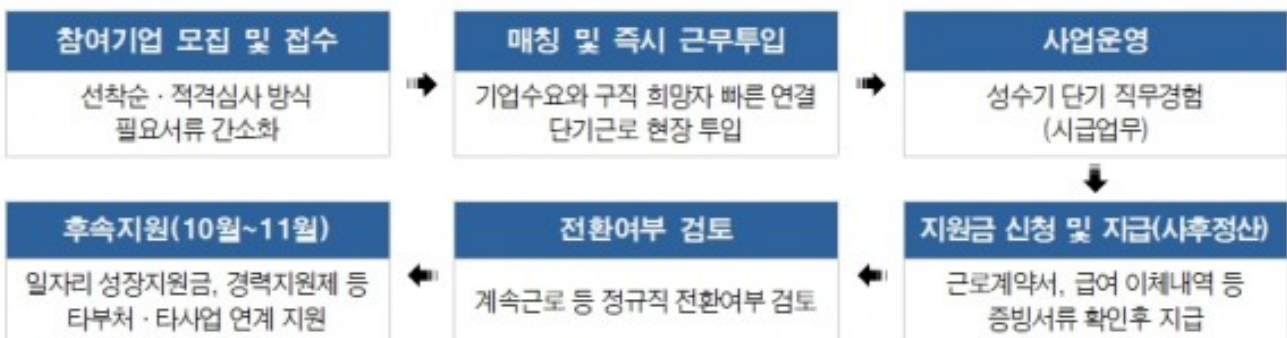 참여기업 모집 및 접수
선착순 · 적격심사 방식
필요서류 간소화
매칭 및 즉시 근무투입
기업수요와 구직 희망자 빠른 연결
단기근로 현장 투입
사업운영
성수기 단기 직무경험
(시급업무)
지원금 신청 및 지급(사후정산)
근로계약서, 급여 이체내역 등
증빙서류 확인후 지급
전환여부 검토
계속근로 등 정규직 전환여부 검토
후속지원(10월~11월)
일자리 성장지원금, 경력지원제 등
타부처 · 타사업 연계 지원